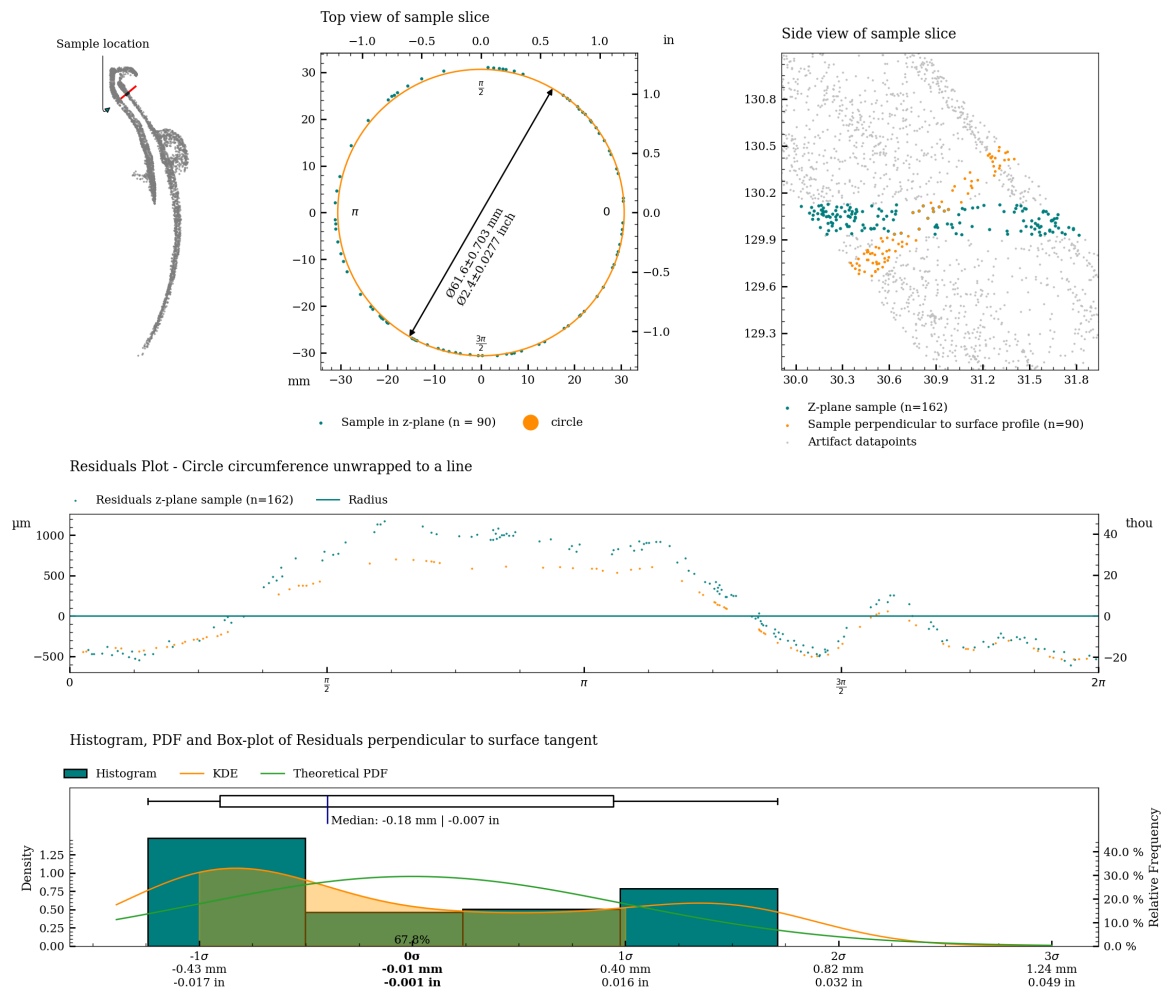 Sample location
Top view of sample slice
−1.0 −0.5 0.0 0.5 1.0 in
30
20
10
0
−10
−20
−30
1.0
0.5
0.0
−0.5
−1.0
π/2
π
0
3π/2
Ø61.6±0.703 mm
Ø2.4±0.0277 inch
mm −30 −20 −10 0 10 20 30
Sample in z-plane (n = 90) circle
Side view of sample slice
130.8
130.5
130.2
129.9
129.6
129.3
30.0 30.3 30.6 30.9 31.2 31.5 31.8
Z-plane sample (n=162)
Sample perpendicular to surface profile (n=90)
Artifact datapoints
Residuals Plot - Circle circumference unwrapped to a line
Residuals z-plane sample (n=162) Radius
µm thou
1000
500
0
−500
40
20
0
−20
0 π/2 π 3π/2 2π
Histogram, PDF and Box-plot of Residuals perpendicular to surface tangent
Histogram KDE Theoretical PDF
Median: -0.18 mm | -0.007 in
Density
1.25
1.00
0.75
0.50
0.25
0.00
Relative Frequency
40.0 %
30.0 %
20.0 %
10.0 %
0.0 %
67.8%
-1σ 0σ 1σ 2σ 3σ
-0.43 mm -0.01 mm 0.40 mm 0.82 mm 1.24 mm
-0.017 in -0.001 in 0.016 in 0.032 in 0.049 in